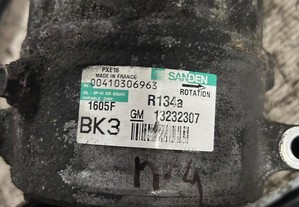 PXE16
MADE IN FRANCE
SANDEN
00410306963
ROTATION
1605F
R134a
BK3
GM 13232307